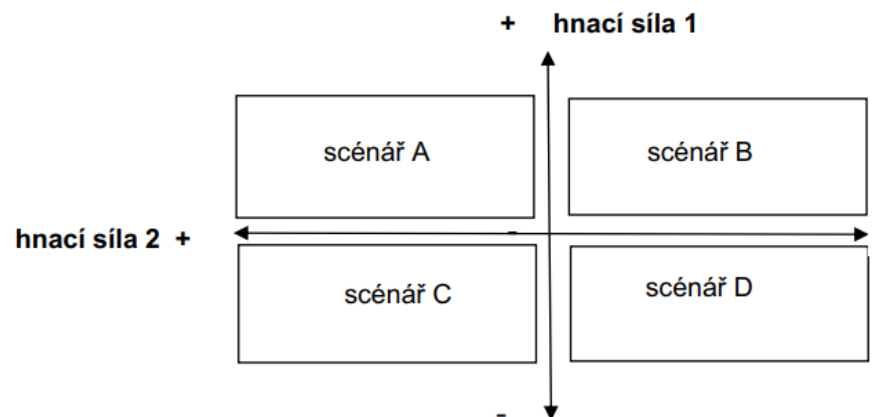 + hnací síla 1
scénář A
scénář B
hnací síla 2 +
-
scénář C
scénář D
-